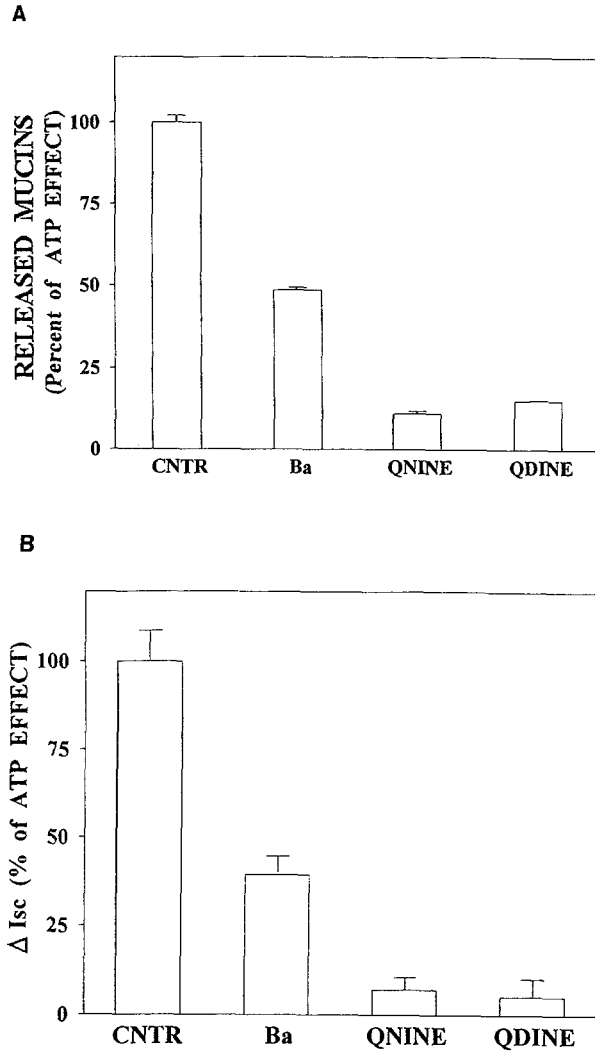 A
RELEASED MUCINS
(Percent of ATP EFFECT)
100
75
50
25
0
CNTR Ba QNINE QDINE
B
Δ Isc (% of ATP EFFECT)
100
75
50
25
0
CNTR Ba QNINE QDINE